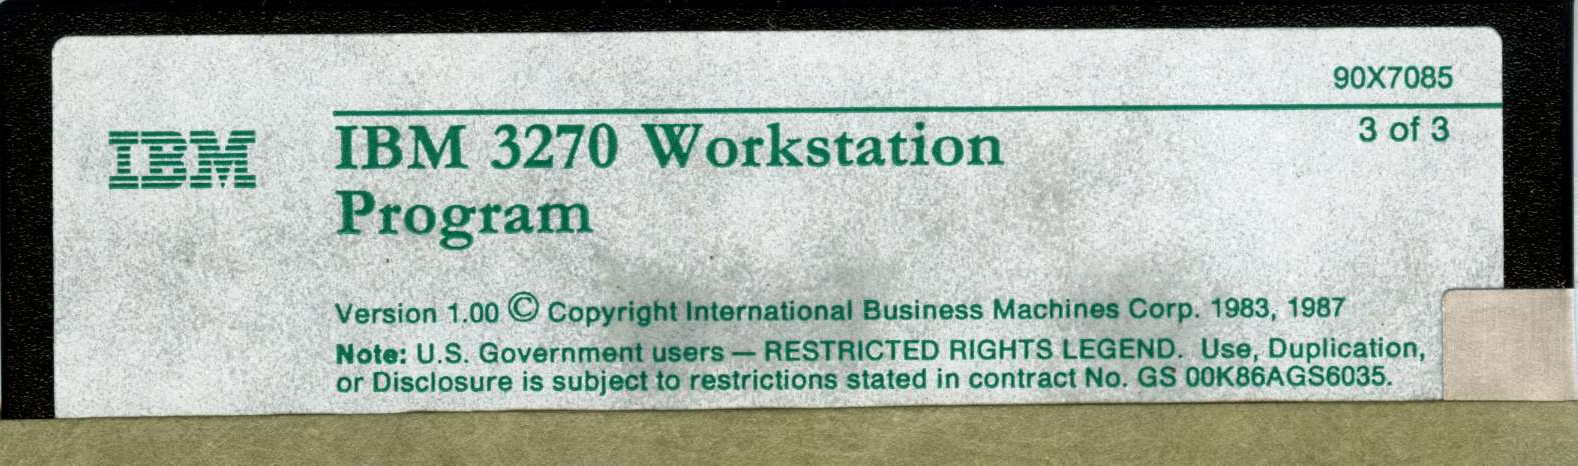 90X7085
IBM
IBM 3270 Workstation
3 of 3
Program
Version 1.00 © Copyright International Business Machines Corp. 1983, 1987
Note: U.S. Government users — RESTRICTED RIGHTS LEGEND. Use, Duplication,
or Disclosure is subject to restrictions stated in contract No. GS 00K86AGS6035.